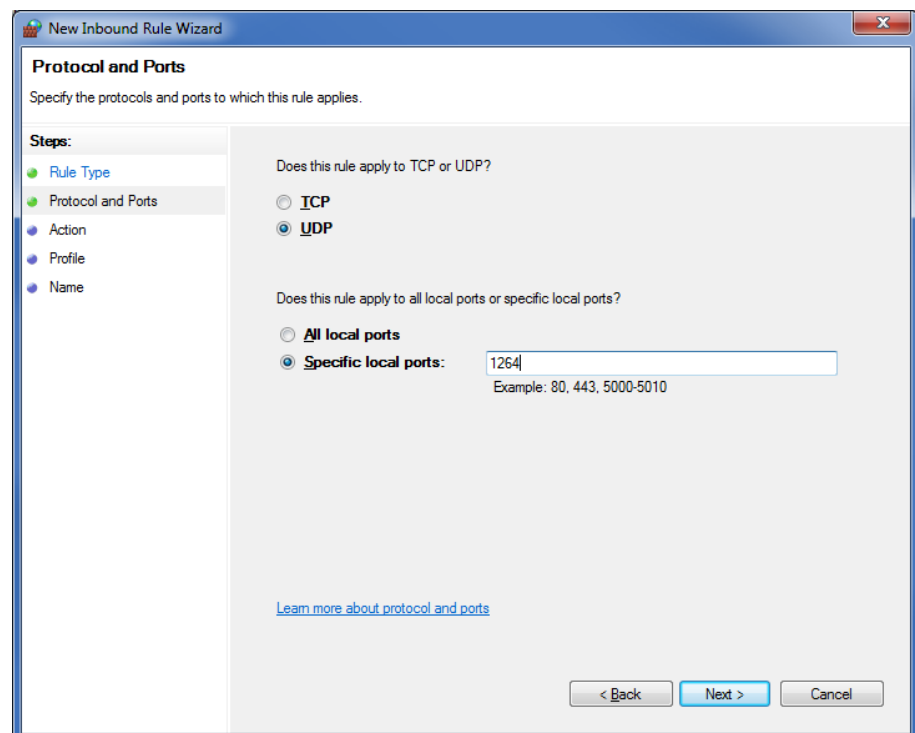 New Inbound Rule Wizard
Protocol and Ports
Specify the protocols and ports to which this rule applies.
Steps:
Rule Type
Protocol and Ports
Action
Profile
Name
Does this rule apply to TCP or UDP?
TCP
UDP
Does this rule apply to all local ports or specific local ports?
All local ports
Specific local ports: 1264
Example: 80, 443, 5000-5010
Learn more about protocol and ports
< Back Next > Cancel